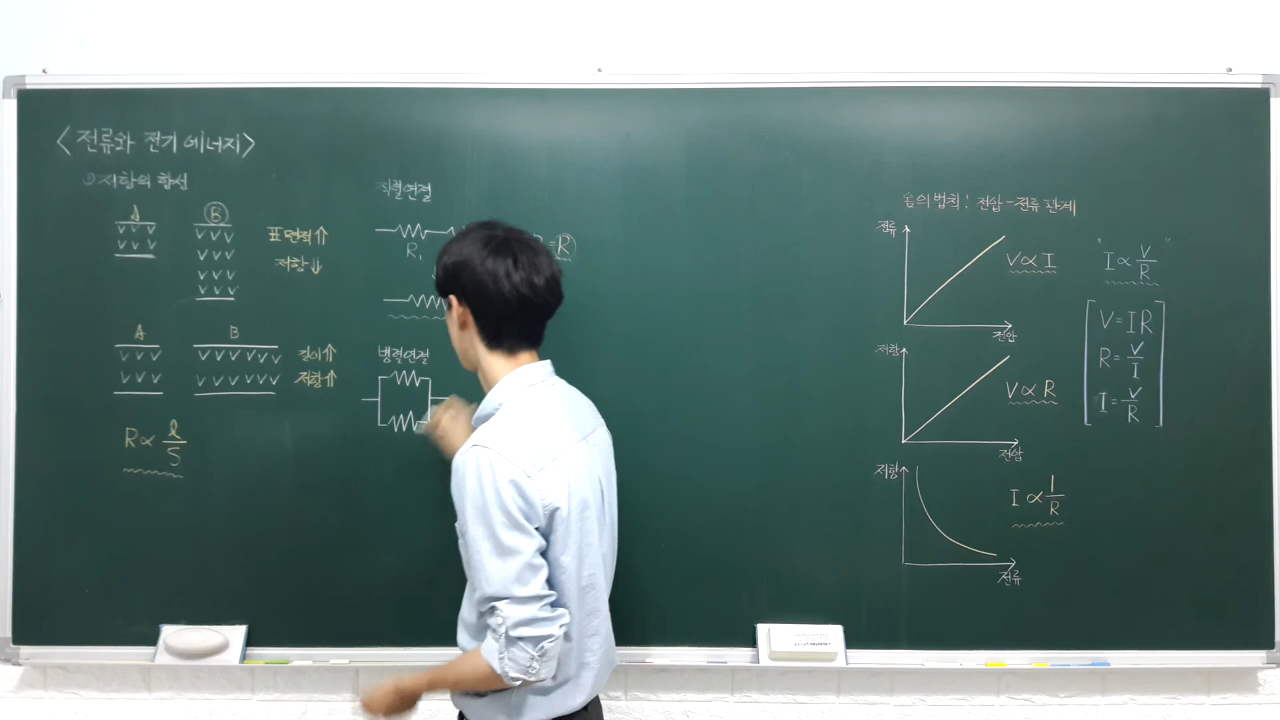 <전류와 전기 에너지>
②저항의 합선
A B
표면적⇑
저항⇓
A B
길이⇑
저항⇑
R∝ l/S
직렬연결
R₁
=R
병렬연결
옴의 법칙! 전압-전류 관계
전류
V∝I
전압
저항
V∝R
전압
저항
I∝1/R
전류
"I∝V/R"
V=IR
R=V/I
I=V/R